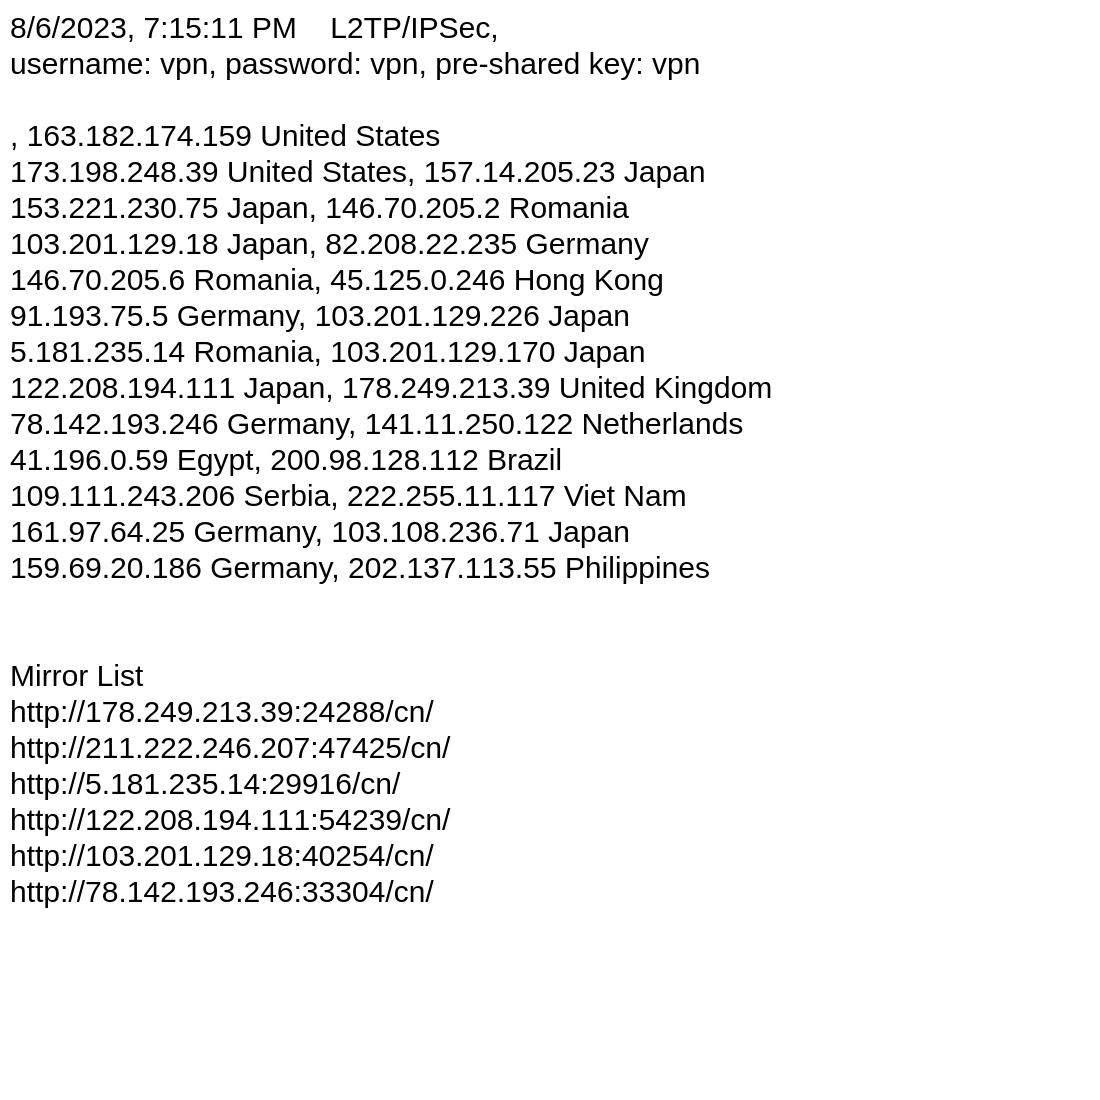 8/6/2023, 7:15:11 PM    L2TP/IPSec,
username: vpn, password: vpn, pre-shared key: vpn
, 163.182.174.159 United States
173.198.248.39 United States, 157.14.205.23 Japan
153.221.230.75 Japan, 146.70.205.2 Romania
103.201.129.18 Japan, 82.208.22.235 Germany
146.70.205.6 Romania, 45.125.0.246 Hong Kong
91.193.75.5 Germany, 103.201.129.226 Japan
5.181.235.14 Romania, 103.201.129.170 Japan
122.208.194.111 Japan, 178.249.213.39 United Kingdom
78.142.193.246 Germany, 141.11.250.122 Netherlands
41.196.0.59 Egypt, 200.98.128.112 Brazil
109.111.243.206 Serbia, 222.255.11.117 Viet Nam
161.97.64.25 Germany, 103.108.236.71 Japan
159.69.20.186 Germany, 202.137.113.55 Philippines
Mirror List
http://178.249.213.39:24288/cn/
http://211.222.246.207:47425/cn/
http://5.181.235.14:29916/cn/
http://122.208.194.111:54239/cn/
http://103.201.129.18:40254/cn/
http://78.142.193.246:33304/cn/